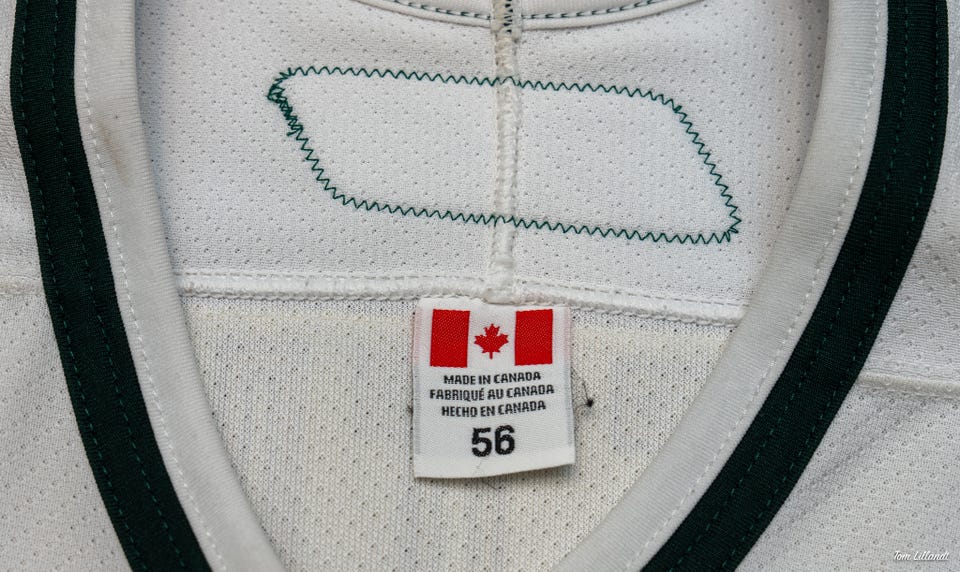 MADE IN CANADA
FABRIQUÉ AU CANADA
HECHO EN CANADA
56
Tom Lillandt